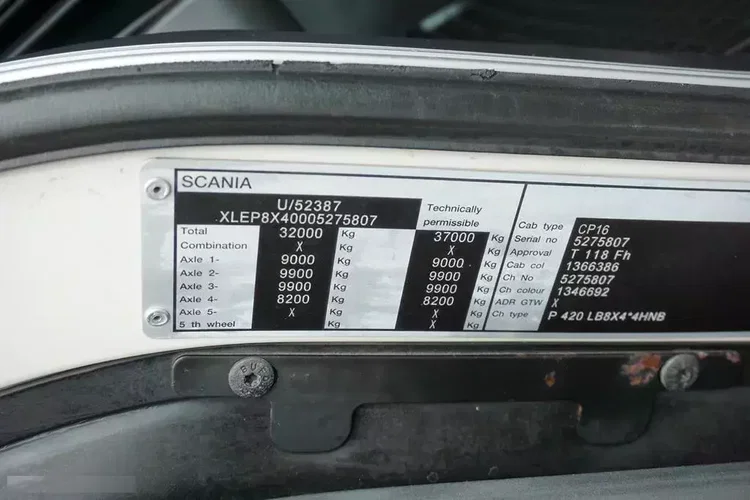 SCANIA
U/52387
XLEP8X40005275807
Technically
permissible
Total 32000 Kg 37000 Kg
Combination X Kg X Kg
Axle 1- 9000 Kg 9000 Kg
Axle 2- 9900 Kg 9900 Kg
Axle 3- 9900 Kg 9900 Kg
Axle 4- 8200 Kg 8200 Kg
Axle 5- X Kg X Kg
5 th wheel Kg X Kg
Cab type CP16
Serial no 5275807
Approval T 118 Fh
Cab col 1366386
Ch No 5275807
Ch colour 1346692
ADR GTW X
Ch type P 420 LB8X4*4HNB